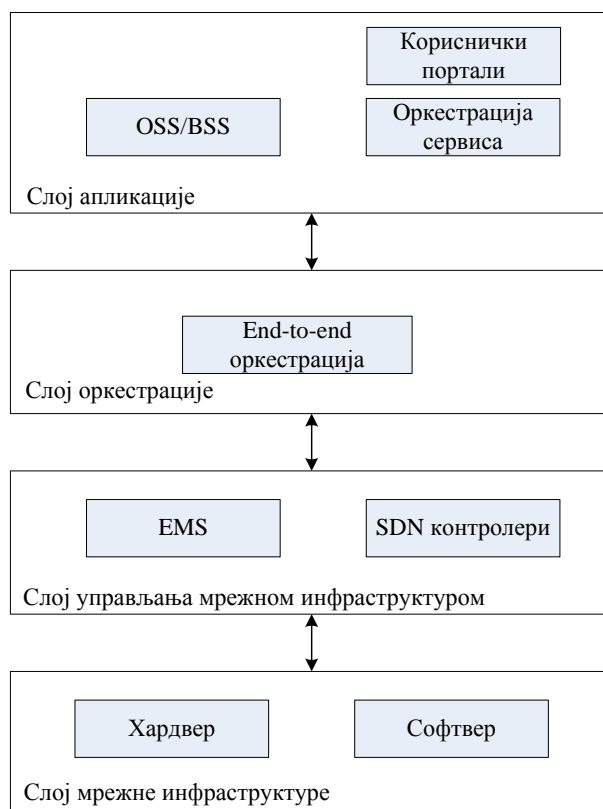 Кориснички
портали
OSS/BSS
Оркестрација
сервиса
Слој апликације
End-to-end
оркестрација
Слој оркестрације
EMS
SDN контролери
Слој управљања мрежном инфраструктуром
Хардвер
Софтвер
Слој мрежне инфраструктуре